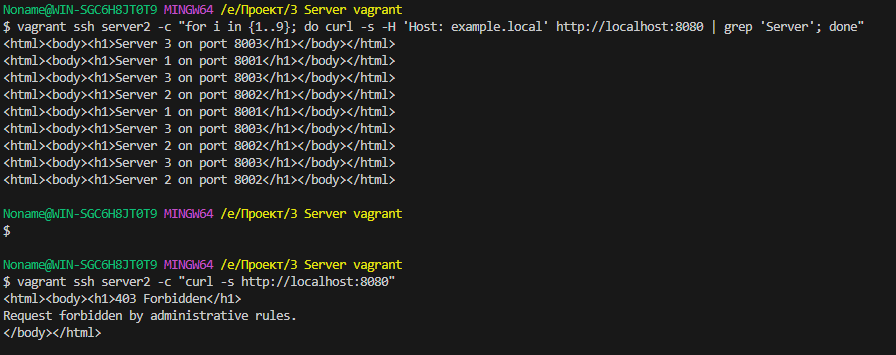 Noname@WIN-SGC6H8JT0T9 MINGW64 /e/Проект/3 Server vagrant
$ vagrant ssh server2 -c "for i in {1..9}; do curl -s -H 'Host: example.local' http://localhost:8080 | grep 'Server'; done"
<html><body><h1>Server 3 on port 8003</h1></body></html>
<html><body><h1>Server 1 on port 8001</h1></body></html>
<html><body><h1>Server 3 on port 8003</h1></body></html>
<html><body><h1>Server 2 on port 8002</h1></body></html>
<html><body><h1>Server 1 on port 8001</h1></body></html>
<html><body><h1>Server 3 on port 8003</h1></body></html>
<html><body><h1>Server 2 on port 8002</h1></body></html>
<html><body><h1>Server 3 on port 8003</h1></body></html>
<html><body><h1>Server 2 on port 8002</h1></body></html>
Noname@WIN-SGC6H8JT0T9 MINGW64 /e/Проект/3 Server vagrant
$
Noname@WIN-SGC6H8JT0T9 MINGW64 /e/Проект/3 Server vagrant
$ vagrant ssh server2 -c "curl -s http://localhost:8080"
<html><body><h1>403 Forbidden</h1>
Request forbidden by administrative rules.
</body></html>